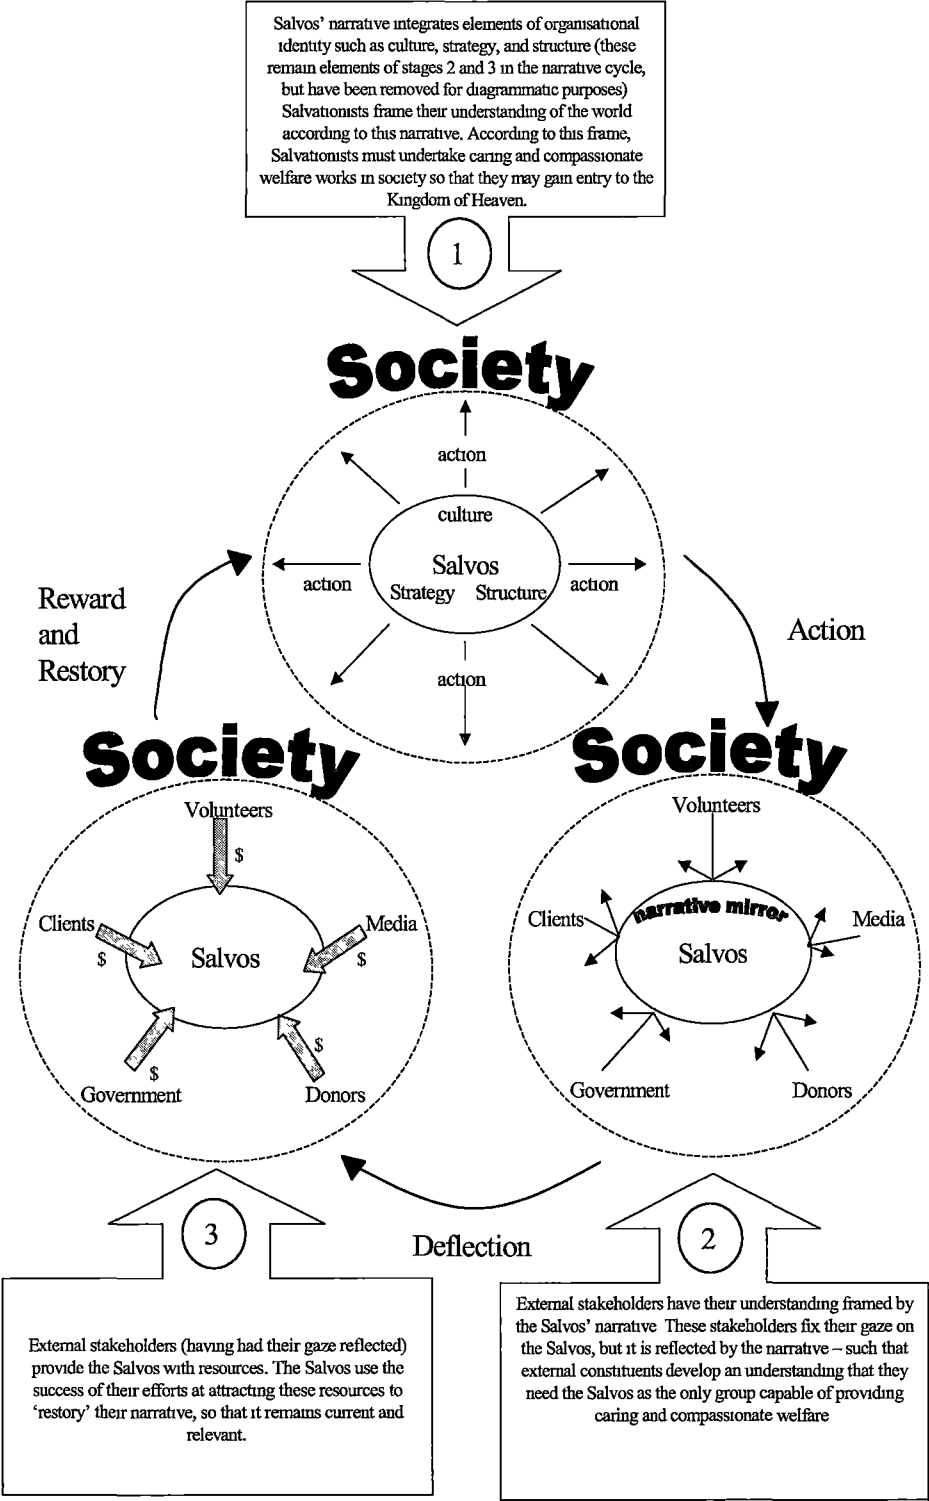 Salvos' narrative integrates elements of organisational
identity such as culture, strategy, and structure (these
remain elements of stages 2 and 3 in the narrative cycle,
but have been removed for diagrammatic purposes)
Salvationists frame their understanding of the world
according to this narrative. According to this frame,
Salvationists must undertake caring and compassionate
welfare works in society so that they may gain entry to the
Kingdom of Heaven.
1
Society
action
culture
Salvos
action
Strategy Structure
action
action
Reward
and
Restory
Action
Society
Volunteers
$
Clients
Media
$
Salvos
$
$
$
Government
Donors
Society
Volunteers
narrative mirror
Clients
Media
Salvos
Government
Donors
Deflection
3
External stakeholders (having had their gaze reflected)
provide the Salvos with resources. The Salvos use the
success of their efforts at attracting these resources to
‘restory’ their narrative, so that it remains current and
relevant.
2
External stakeholders have their understanding framed by
the Salvos' narrative These stakeholders fix their gaze on
the Salvos, but it is reflected by the narrative – such that
external constituents develop an understanding that they
need the Salvos as the only group capable of providing
caring and compassionate welfare